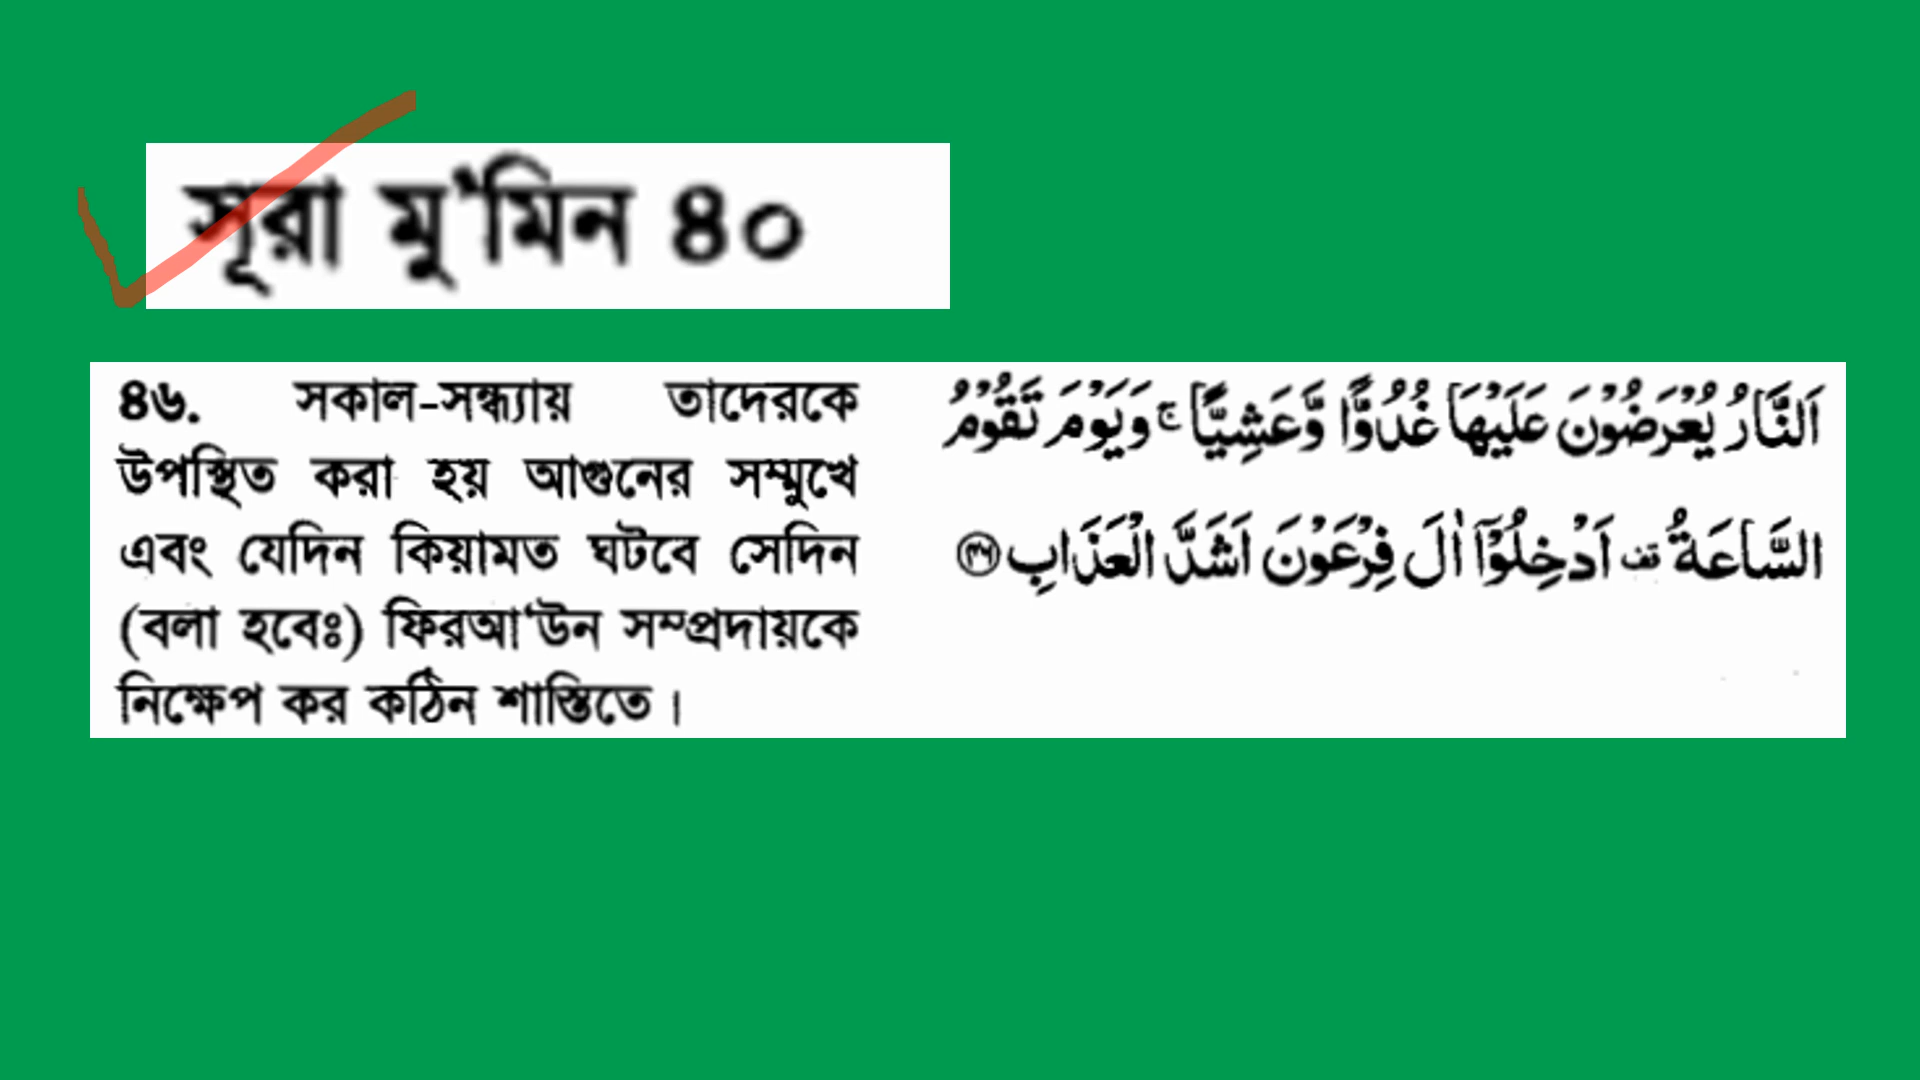 সূরা মু'মিন ৪০
৪৬. সকাল-সন্ধ্যায় তাদেরকে
উপস্থিত করা হয় আগুনের সম্মুখে
এবং যেদিন কিয়ামত ঘটবে সেদিন
(বলা হবেঃ) ফিরআ'উন সম্প্রদায়কে
নিক্ষেপ কর কঠিন শাস্তিতে।
اَلنَّارُ يُعْرَضُوْنَ عَلَيْهَا غُدُوًّا وَّعَشِيًّا ۚ وَيَوْمَ تَقُوْمُ
السَّاعَةُ ۟ اَدْخِلُوْٓا اٰلَ فِرْعَوْنَ اَشَدَّ الْعَذَابِ ﴿۴۶﴾